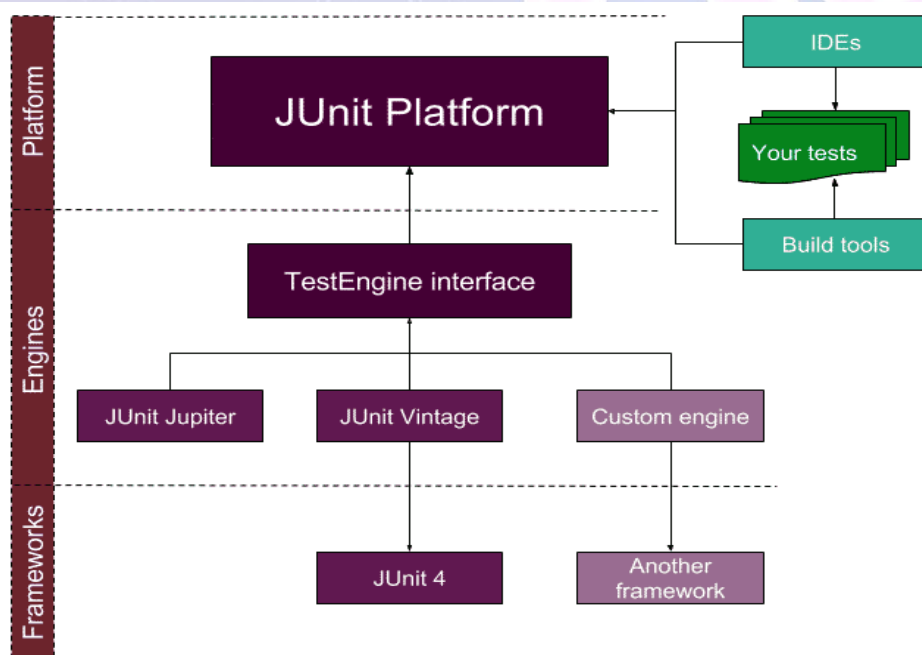 Platform
JUnit Platform
IDEs
Your tests
Build tools
Engines
TestEngine interface
JUnit Jupiter
JUnit Vintage
Custom engine
Frameworks
JUnit 4
Another
framework